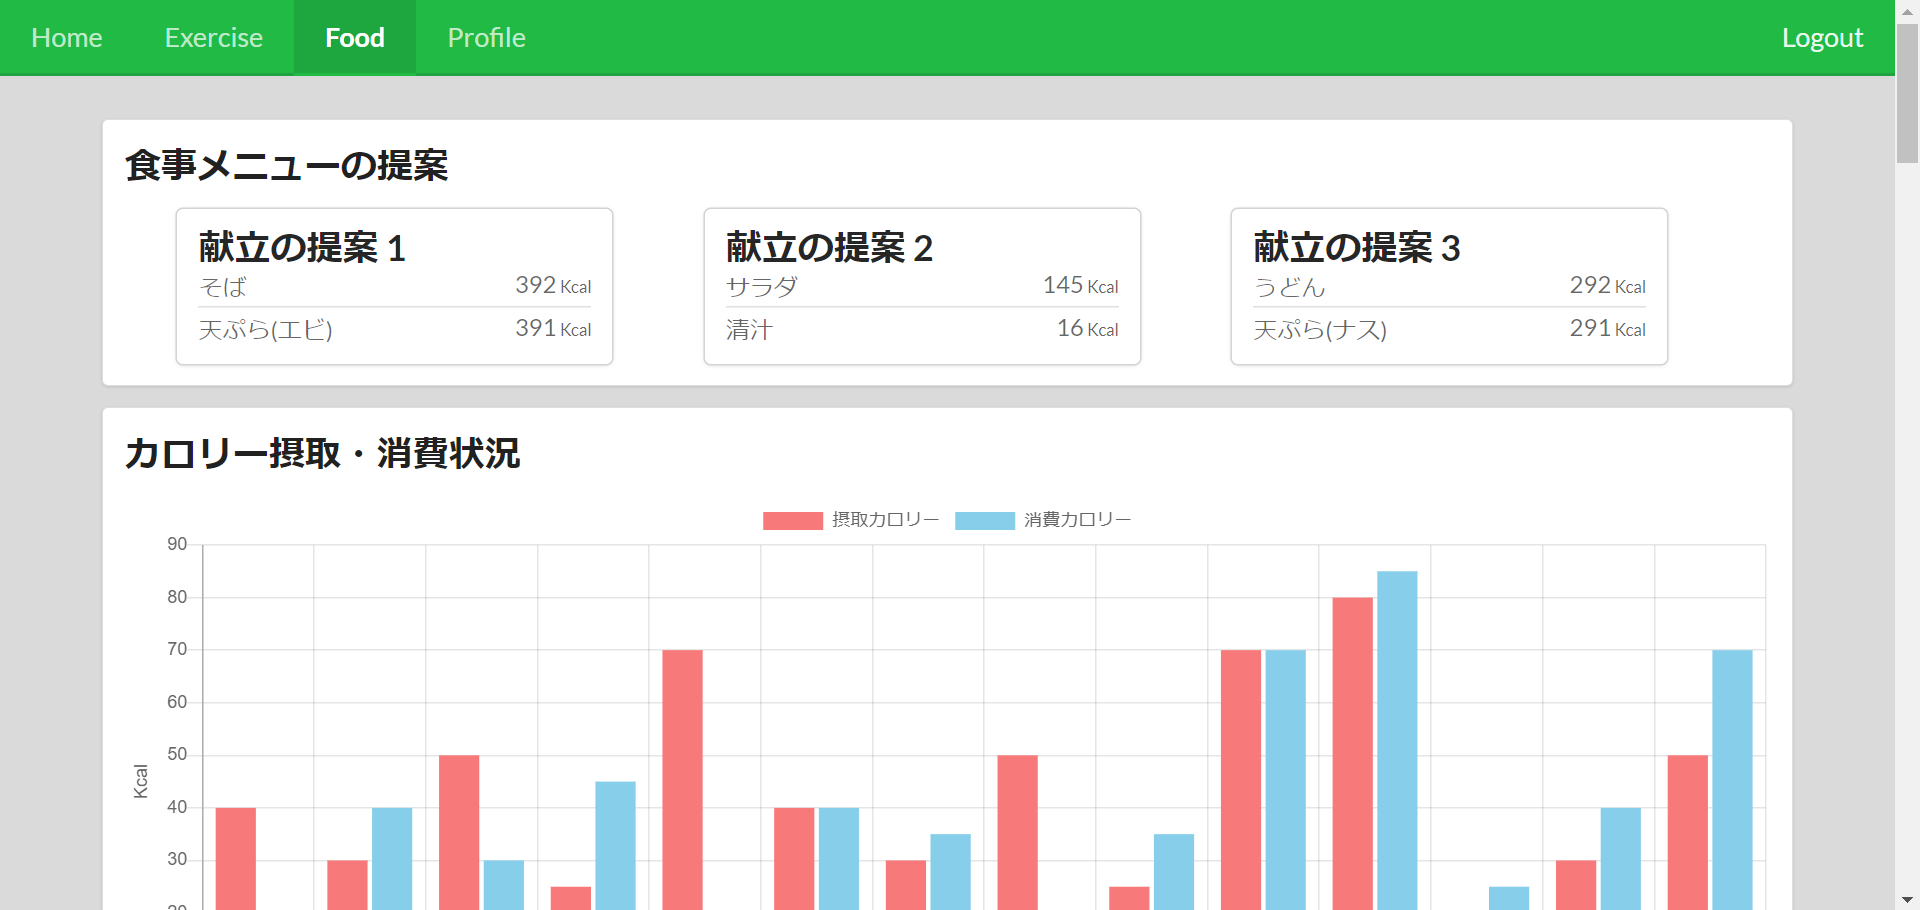 Home Exercise Food Profile Logout
食事メニューの提案
献立の提案 1
そば 392 Kcal
天ぷら(エビ) 391 Kcal
献立の提案 2
サラダ 145 Kcal
清汁 16 Kcal
献立の提案 3
うどん 292 Kcal
天ぷら(ナス) 291 Kcal
カロリー摂取・消費状況
摂取カロリー 消費カロリー
90
80
70
60
50
Kcal
40
30
20